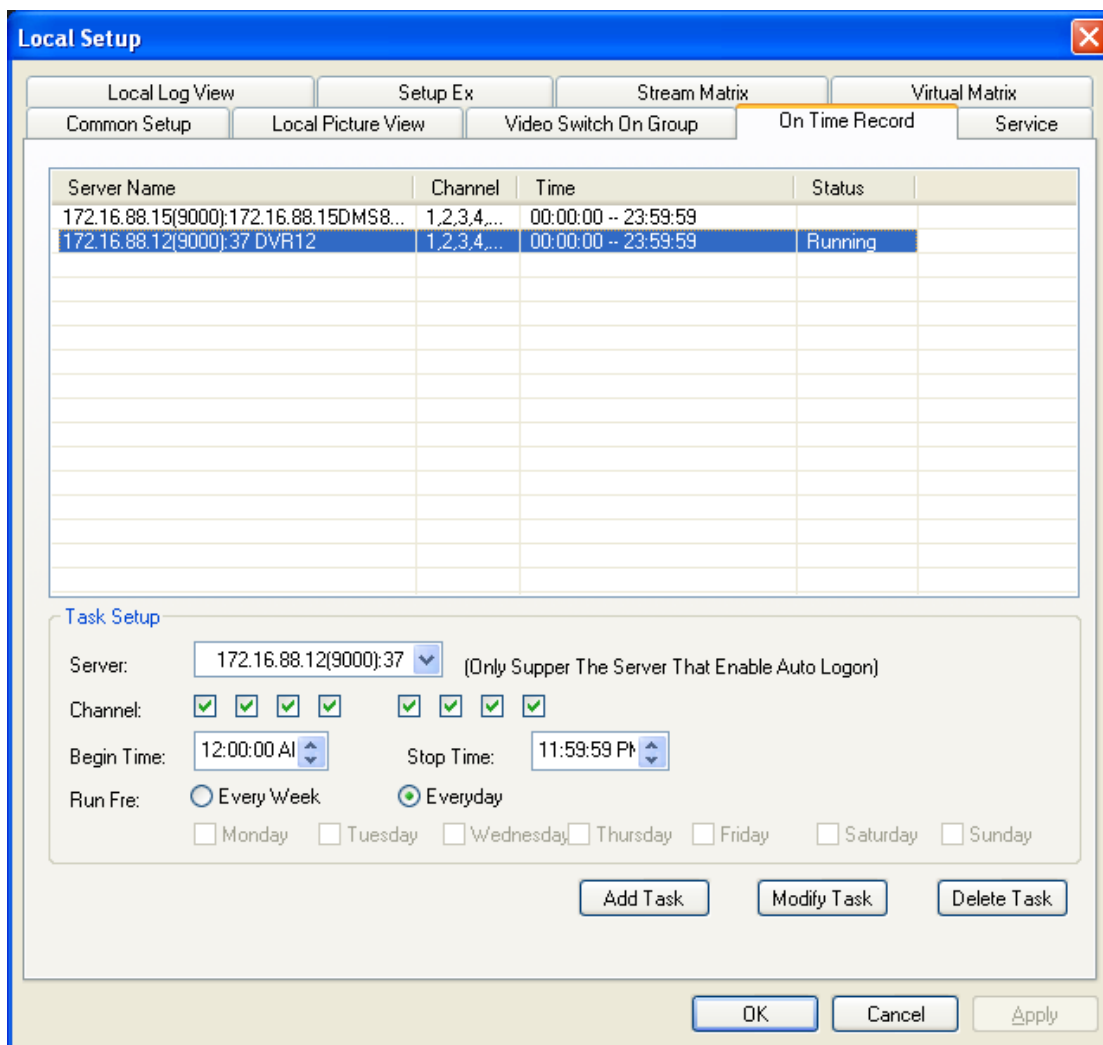 Local Setup
Local Log View Setup Ex Stream Matrix Virtual Matrix
Common Setup Local Picture View Video Switch On Group On Time Record Service
Server Name Channel Time Status
172.16.88.15(9000):172.16.88.15DMS8... 1,2,3,4,... 00:00:00 -- 23:59:59
172.16.88.12(9000):37 DVR12 1,2,3,4,... 00:00:00 -- 23:59:59 Running
Task Setup
Server: 172.16.88.12(9000):37 (Only Supper The Server That Enable Auto Logon)
Channel:
Begin Time: 12:00:00 AM Stop Time: 11:59:59 PM
Run Fre: Every Week Everyday
Monday Tuesday Wednesday Thursday Friday Saturday Sunday
Add Task Modify Task Delete Task
OK Cancel Apply